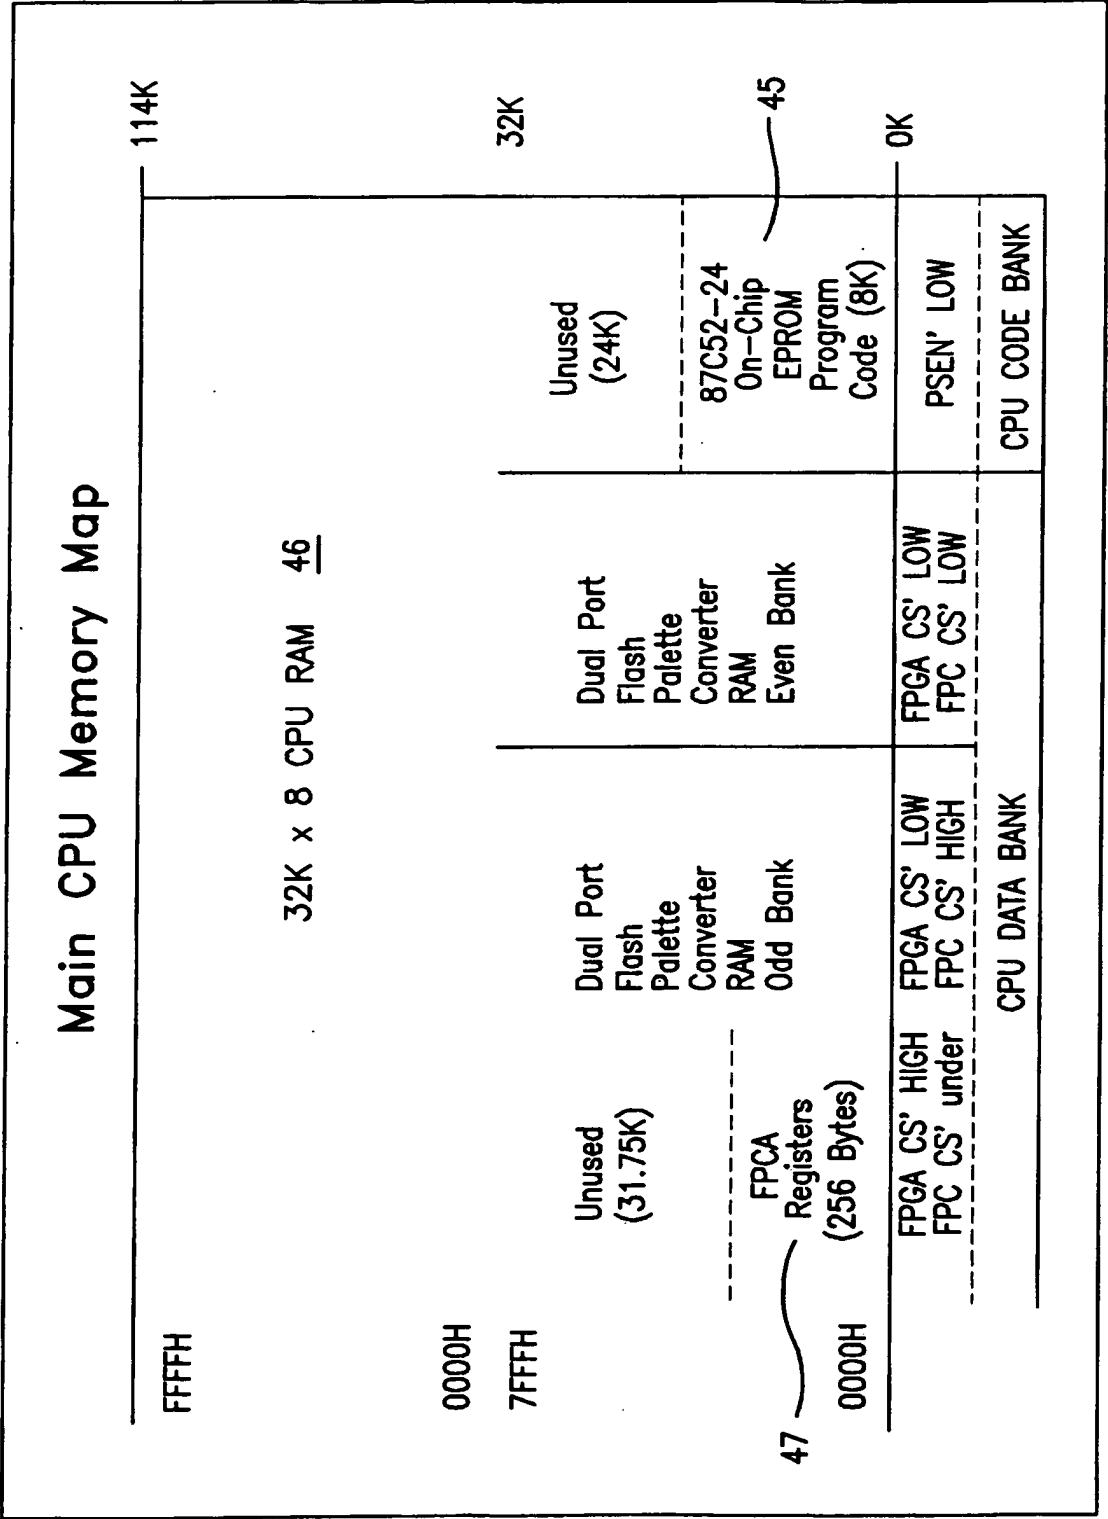 Main CPU Memory Map
114K
FFFFH
32K x 8 CPU RAM 46
0000H
32K
7FFFH
Unused
(31.75K)
Dual Port
Flash
Palette
Converter
RAM
Odd Bank
Dual Port
Flash
Palette
Converter
RAM
Even Bank
Unused
(24K)
87C52-24
On-Chip
EPROM
Program
Code (8K)
45
47
FPCA
Registers
(256 Bytes)
0000H
0K
FPGA CS' HIGH
FPC CS' under
FPGA CS' LOW
FPC CS' HIGH
FPGA CS' LOW
FPC CS' LOW
PSEN' LOW
CPU DATA BANK
CPU CODE BANK